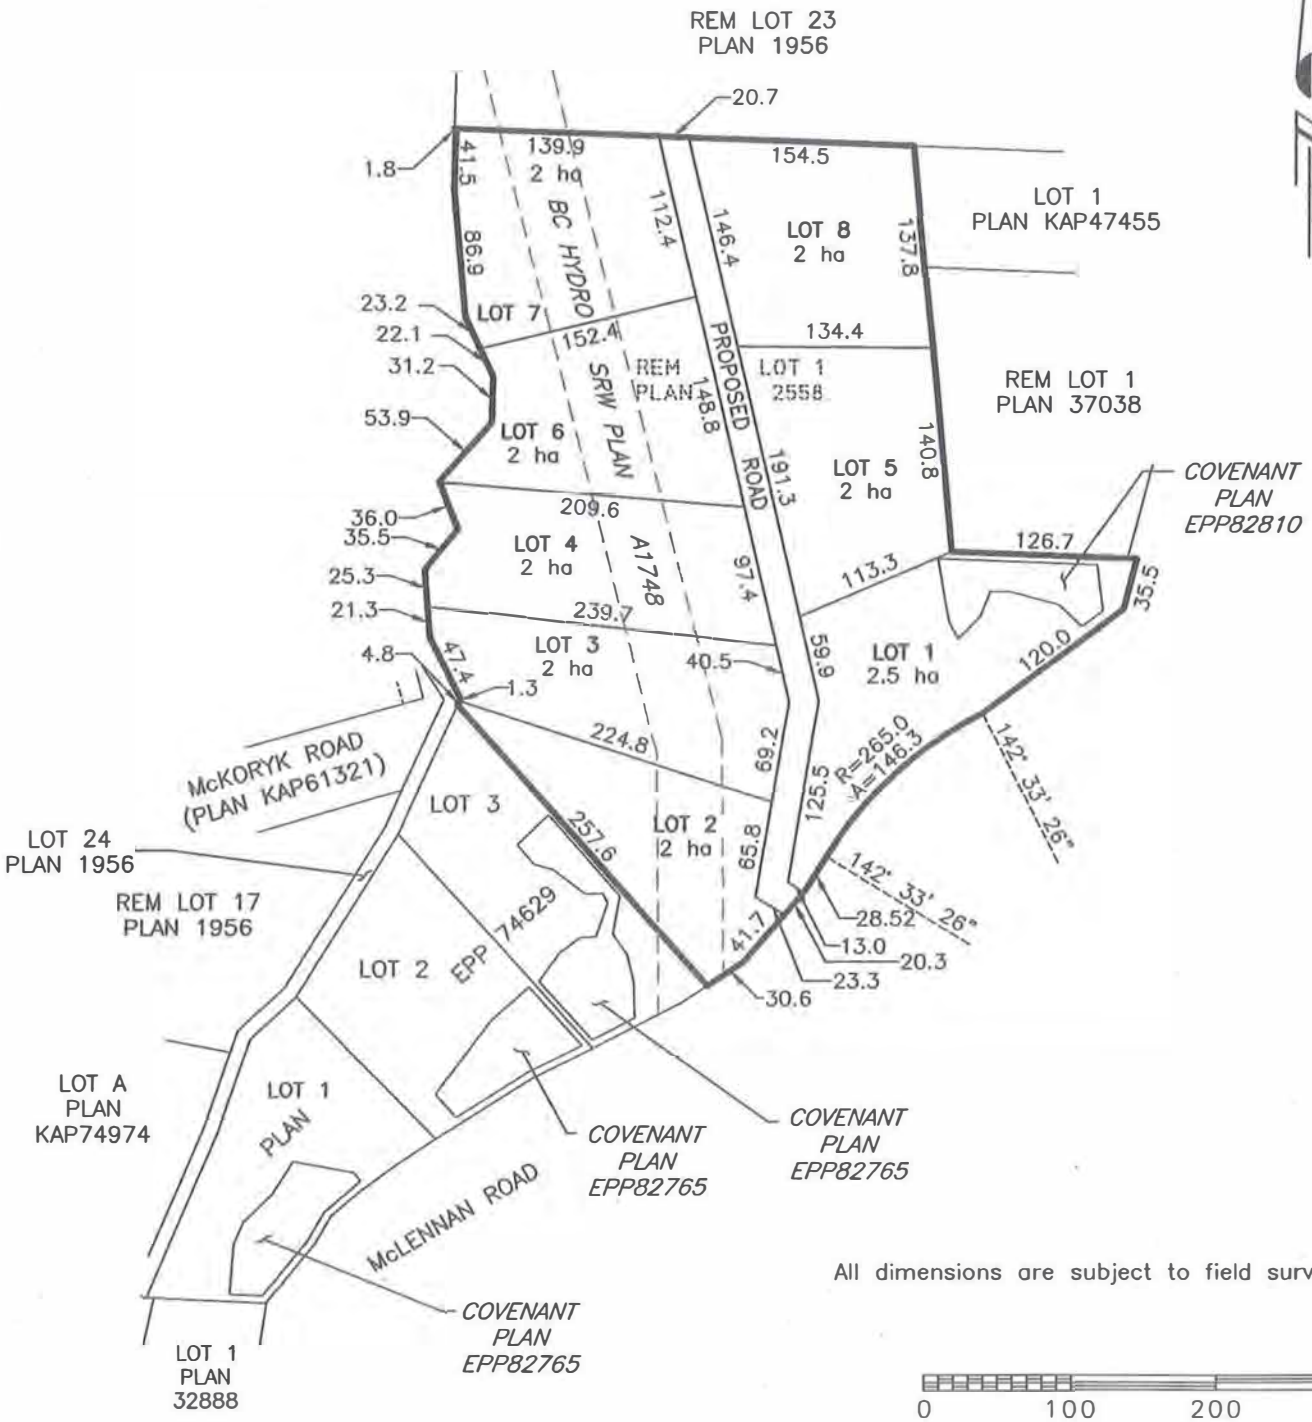 REM LOT 23
PLAN 1956
20.7
139.9
2 ha
154.5
1.8
41.5
LOT 1
PLAN KAP47455
112.4
146.4
LOT 8
2 ha
137.8
BC HYDRO
86.9
23.2
LOT 7
22.1
152.4
134.4
31.2
SRW PLAN
REM
PLAN
LOT 1
2558
PROPOSED
ROAD
148.8
REM LOT 1
PLAN 37038
53.9
LOT 6
2 ha
191.3
LOT 5
2 ha
140.8
COVENANT
PLAN
EPP82810
209.6
36.0
35.5
LOT 4
2 ha
A1748
97.4
126.7
113.3
25.3
35.5
21.3
239.7
LOT 3
2 ha
40.5
59.9
LOT 1
2.5 ha
120.0
4.8
47.4
1.3
McKORYK ROAD
(PLAN KAP61321)
224.8
69.2
R=265.0
A=146.3
142° 33' 26"
125.5
LOT 3
257.6
LOT 2
2 ha
65.8
LOT 24
PLAN 1956
142° 33' 26"
REM LOT 17
PLAN 1956
28.52
41.7
13.0
20.3
23.3
30.6
LOT 2
EPP 74629
LOT A
PLAN
KAP74974
LOT 1
PLAN
COVENANT
PLAN
EPP82765
COVENANT
PLAN
EPP82765
McLENNAN ROAD
All dimensions are subject to field surv
COVENANT
PLAN
EPP82765
LOT 1
PLAN
32888
0 100 200